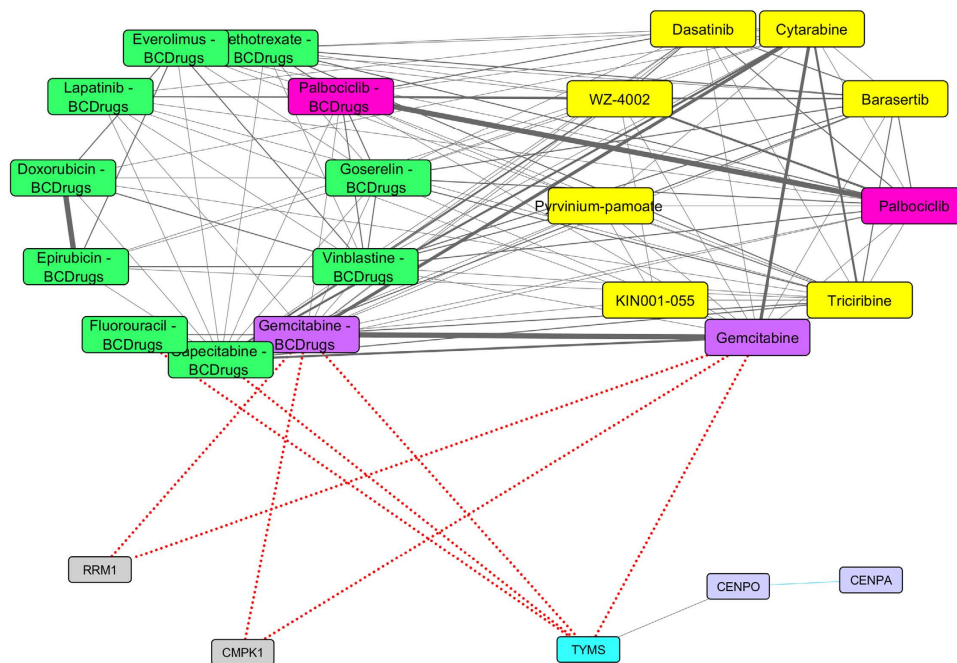 Dasatinib
Cytarabine
Everolimus -
BCDrugs
ethotrexate -
BCDrugs
Lapatinib -
BCDrugs
Palbociclib -
BCDrugs
WZ-4002
Barasertib
Doxorubicin -
BCDrugs
Goserelin -
BCDrugs
Pyrvinium-pamoate
Palbociclib
Epirubicin -
BCDrugs
Vinblastine -
BCDrugs
KIN001-055
Triciribine
Fluorouracil -
BCDrugs
Gemcitabine -
BCDrugs
Gemcitabine
Capecitabine -
BCDrugs
RRM1
CENPO
CENPA
CMPK1
TYMS